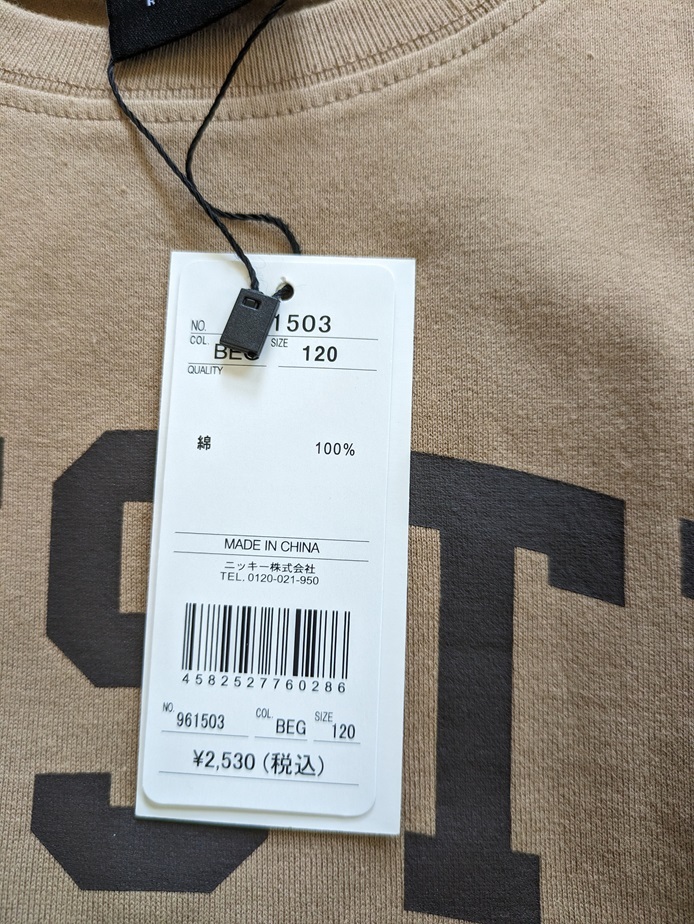 NO. 1503
COL. BEG SIZE 120
QUALITY
綿 100%
MADE IN CHINA
ニッキー株式会社
TEL. 0120-021-950
4582527760286
NO. 961503 COL. BEG SIZE 120
¥2,530 (税込)
ST